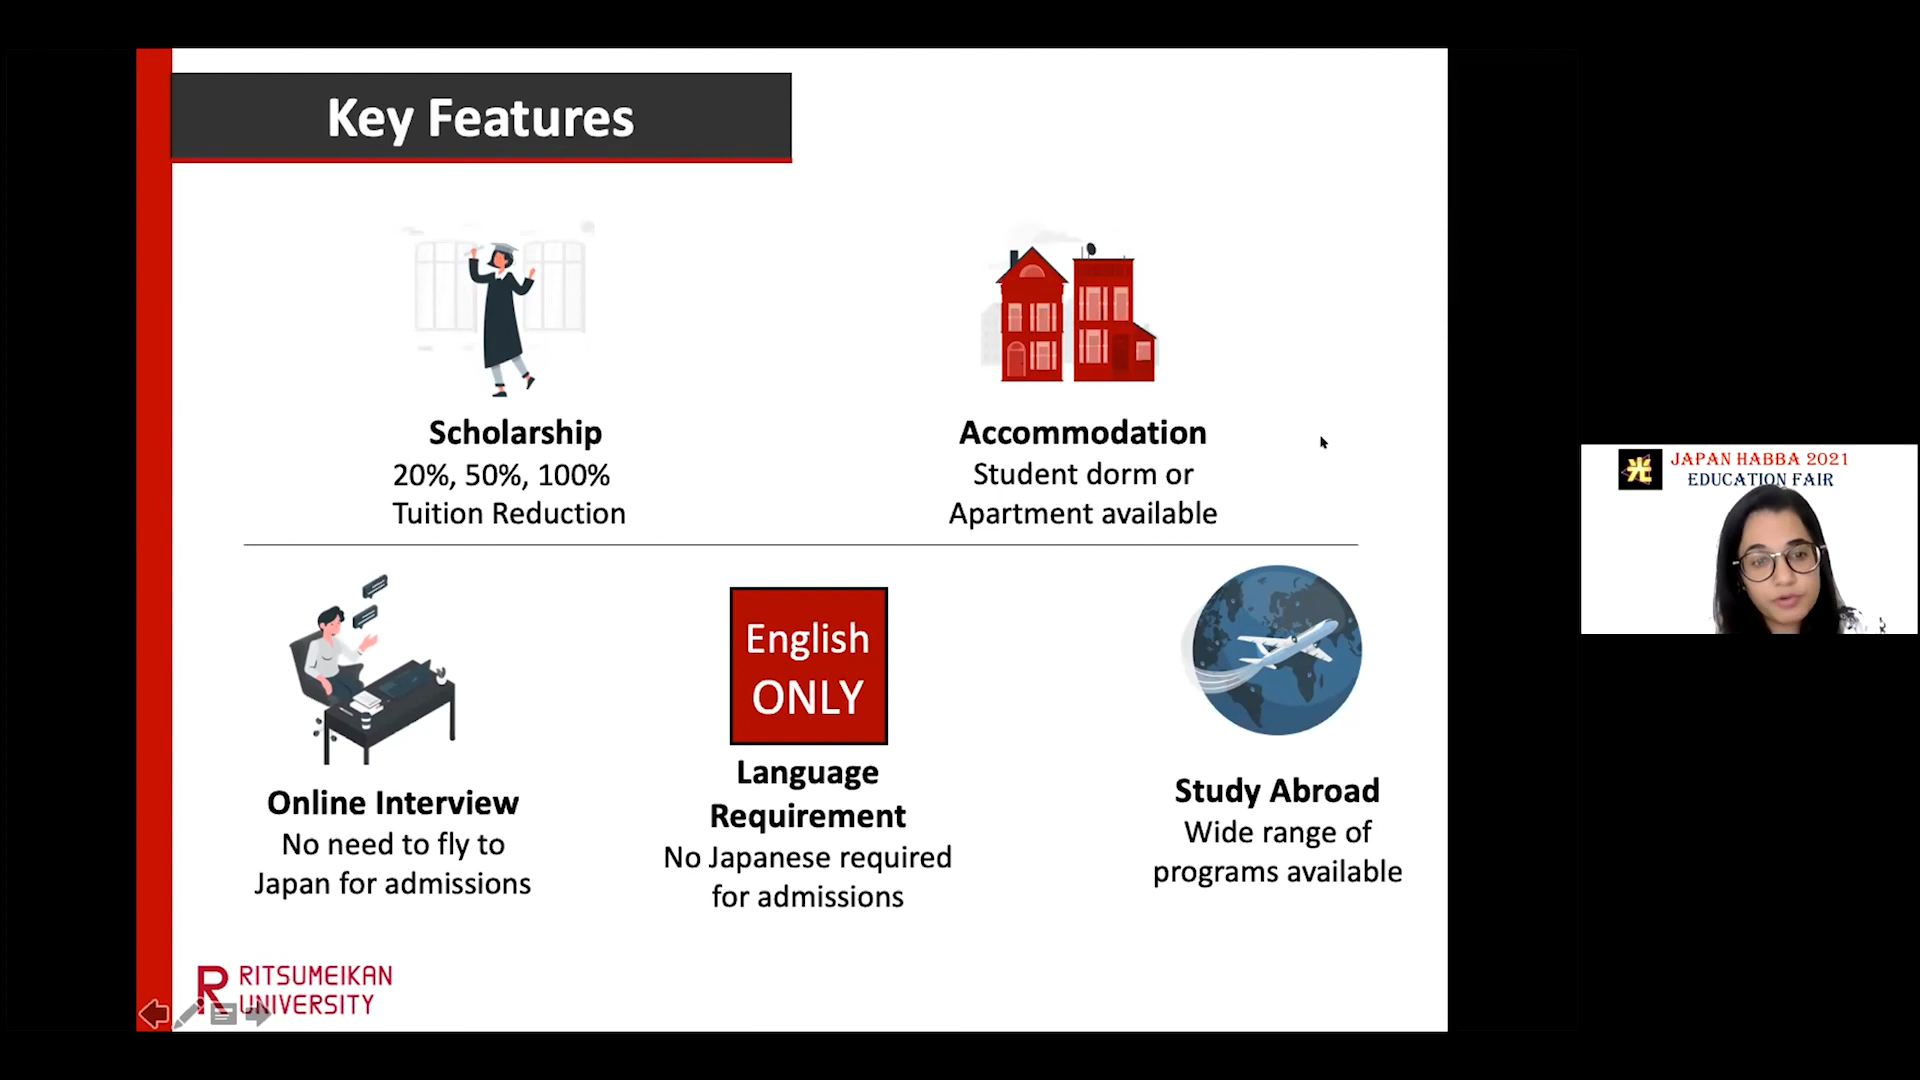 Key Features
Scholarship
20%, 50%, 100%
Tuition Reduction
Accommodation
Student dorm or
Apartment available
English
ONLY
Online Interview
No need to fly to
Japan for admissions
Language
Requirement
No Japanese required
for admissions
Study Abroad
Wide range of
programs available
R RITSUMEIKAN
UNIVERSITY
光
JAPAN HABBA 2021
EDUCATION FAIR